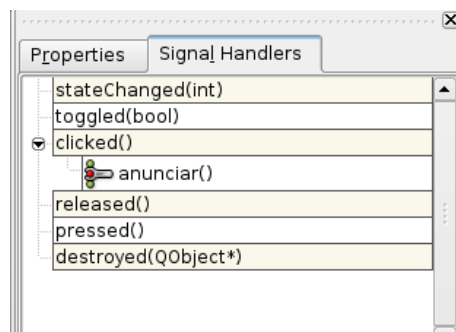 Properties
Signal Handlers
stateChanged(int)
toggled(bool)
clicked()
anunciar()
released()
pressed()
destroyed(QObject*)